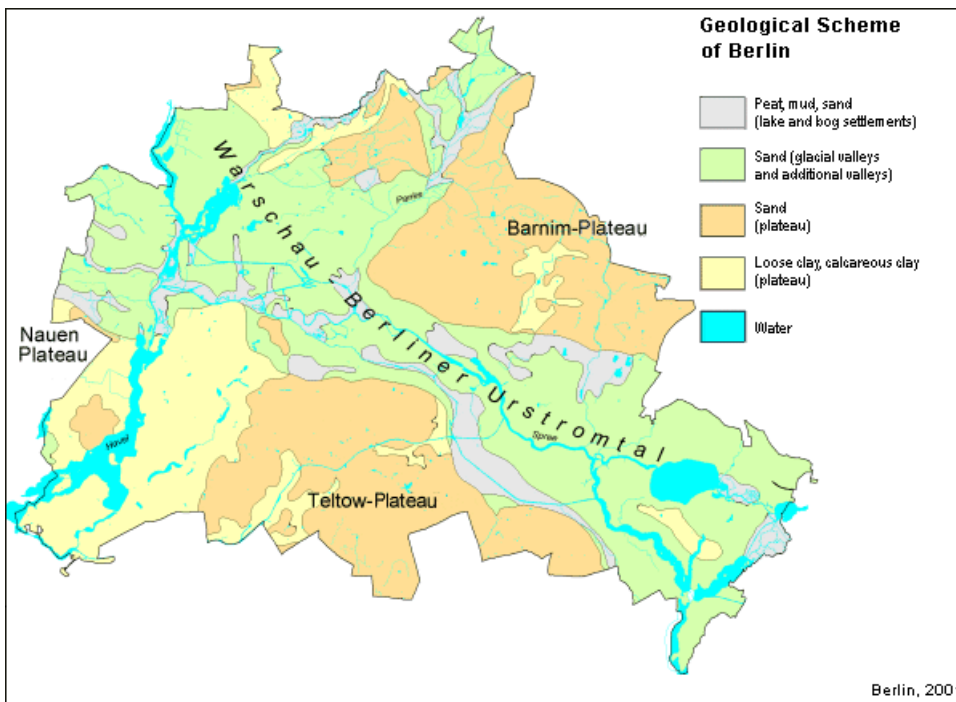 Geological Scheme
of Berlin
Peat, mud, sand
(lake and bog settlements)
Sand (glacial valleys
and additional valleys)
Sand
(plateau)
Loose clay, calcareous clay
(plateau)
Water
Warschau - Berliner Urstromtal
Panke
Barnim-Plateau
Nauen
Plateau
Havel
Spree
Teltow-Plateau
Berlin,